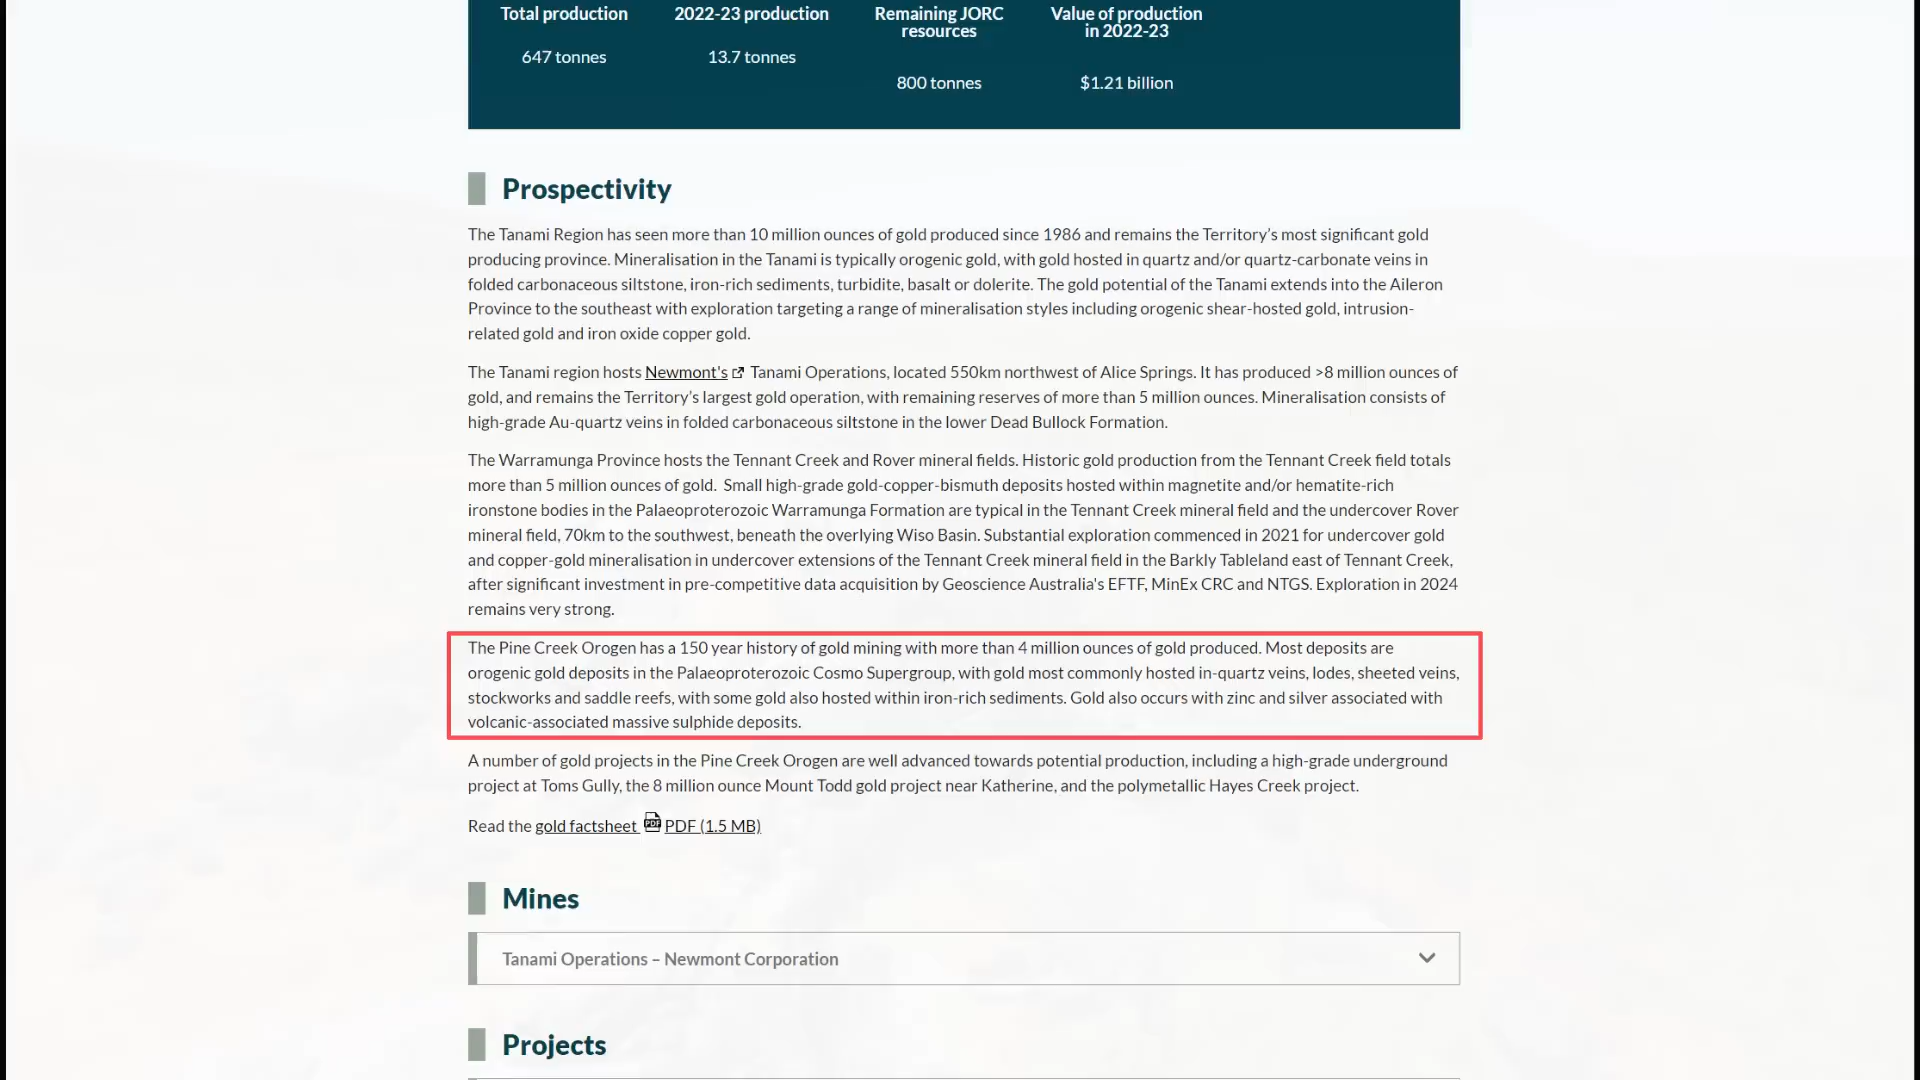 Total production
2022-23 production
Remaining JORC
resources
Value of production
in 2022-23
647 tonnes
13.7 tonnes
800 tonnes
$1.21 billion
Prospectivity
The Tanami Region has seen more than 10 million ounces of gold produced since 1986 and remains the Territory’s most significant gold
producing province. Mineralisation in the Tanami is typically orogenic gold, with gold hosted in quartz and/or quartz-carbonate veins in
folded carbonaceous siltstone, iron-rich sediments, turbidite, basalt or dolerite. The gold potential of the Tanami extends into the Aileron
Province to the southeast with exploration targeting a range of mineralisation styles including orogenic shear-hosted gold, intrusion-
related gold and iron oxide copper gold.
The Tanami region hosts Newmont's Tanami Operations, located 550km northwest of Alice Springs. It has produced >8 million ounces of
gold, and remains the Territory’s largest gold operation, with remaining reserves of more than 5 million ounces. Mineralisation consists of
high-grade Au-quartz veins in folded carbonaceous siltstone in the lower Dead Bullock Formation.
The Warramunga Province hosts the Tennant Creek and Rover mineral fields. Historic gold production from the Tennant Creek field totals
more than 5 million ounces of gold.  Small high-grade gold-copper-bismuth deposits hosted within magnetite and/or hematite-rich
ironstone bodies in the Palaeoproterozoic Warramunga Formation are typical in the Tennant Creek mineral field and the undercover Rover
mineral field, 70km to the southwest, beneath the overlying Wiso Basin. Substantial exploration commenced in 2021 for undercover gold
and copper-gold mineralisation in undercover extensions of the Tennant Creek mineral field in the Barkly Tableland east of Tennant Creek,
after significant investment in pre-competitive data acquisition by Geoscience Australia's EFTF, MinEx CRC and NTGS. Exploration in 2024
remains very strong.
The Pine Creek Orogen has a 150 year history of gold mining with more than 4 million ounces of gold produced. Most deposits are
orogenic gold deposits in the Palaeoproterozoic Cosmo Supergroup, with gold most commonly hosted in-quartz veins, lodes, sheeted veins,
stockworks and saddle reefs, with some gold also hosted within iron-rich sediments. Gold also occurs with zinc and silver associated with
volcanic-associated massive sulphide deposits.
A number of gold projects in the Pine Creek Orogen are well advanced towards potential production, including a high-grade underground
project at Toms Gully, the 8 million ounce Mount Todd gold project near Katherine, and the polymetallic Hayes Creek project.
Read the gold factsheet PDF PDF (1.5 MB)
Mines
Tanami Operations – Newmont Corporation
Projects